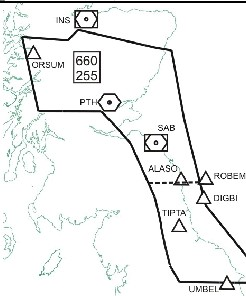 INS
ORSUM
660
255
PTH
SAB
ALASO
ROBEM
DIGBI
TIPTA
UMBEL